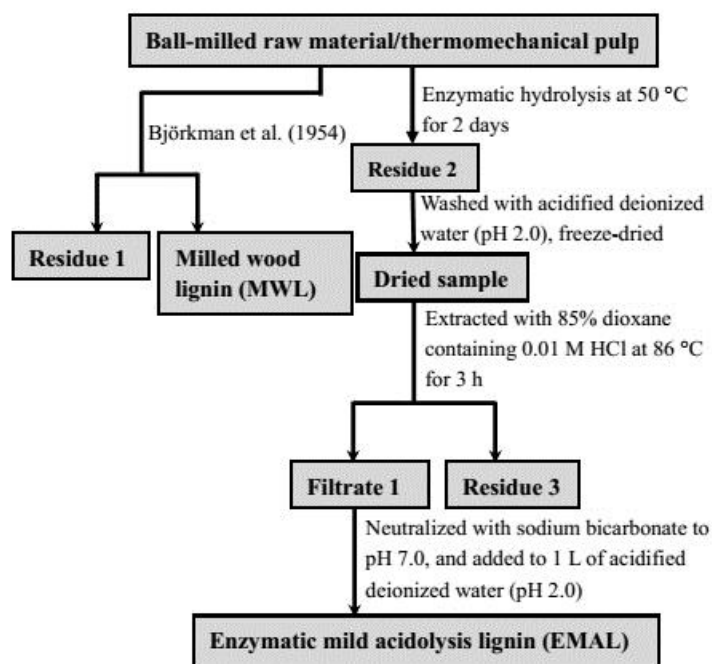 Ball-milled raw material/thermomechanical pulp
Enzymatic hydrolysis at 50 °C
for 2 days
Björkman et al. (1954)
Residue 2
Washed with acidified deionized
water (pH 2.0), freeze-dried
Residue 1
Milled wood
lignin (MWL)
Dried sample
Extracted with 85% dioxane
containing 0.01 M HCl at 86 °C
for 3 h
Filtrate 1
Residue 3
Neutralized with sodium bicarbonate to
pH 7.0, and added to 1 L of acidified
deionized water (pH 2.0)
Enzymatic mild acidolysis lignin (EMAL)